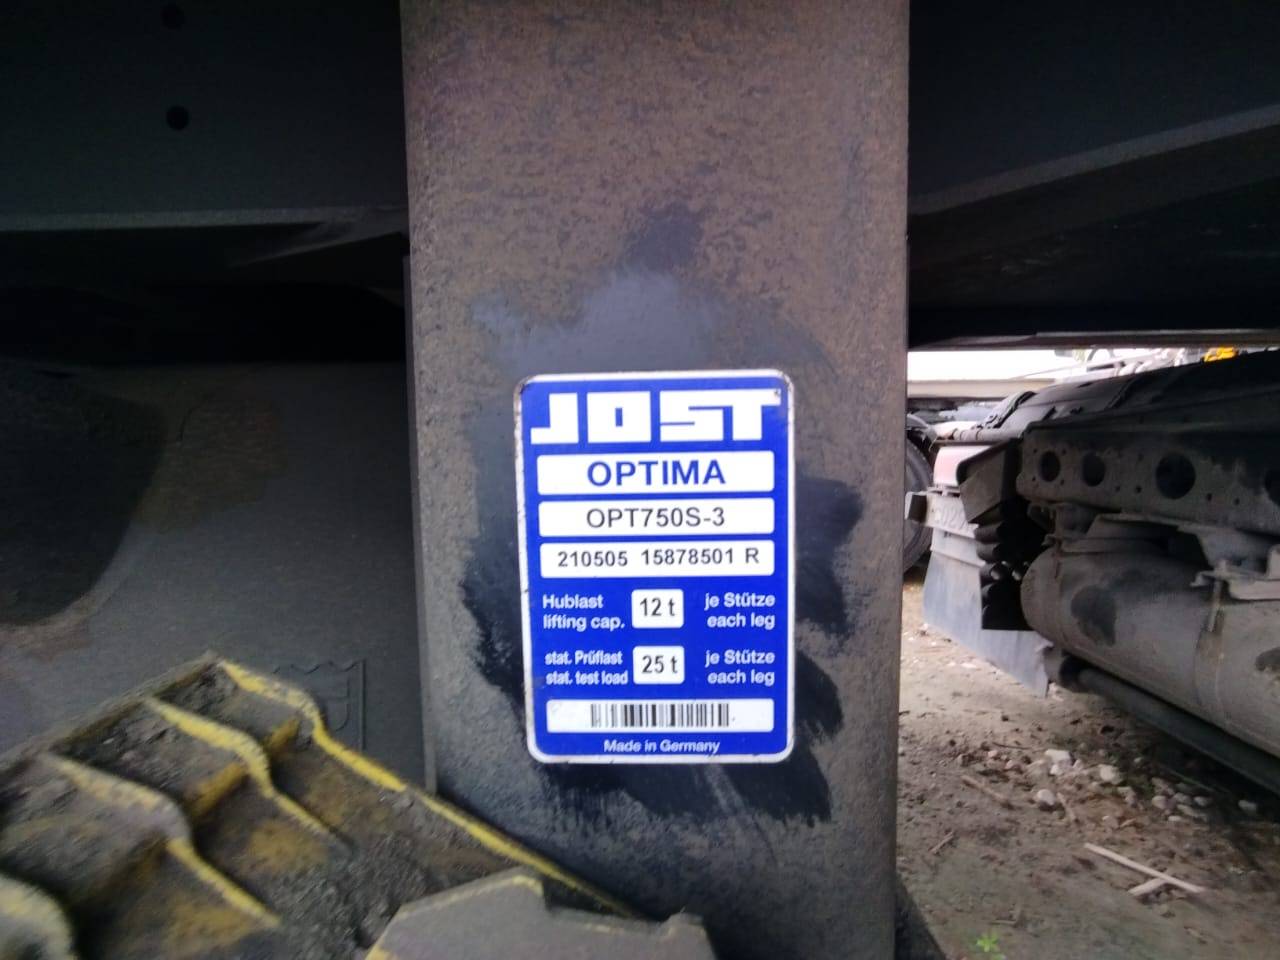 JOST
OPTIMA
OPT750S-3
210505 15878501 R
Hublast 12 t je Stütze
lifting cap. each leg
stat. Prüflast 25 t je Stütze
stat. test load each leg
Made in Germany